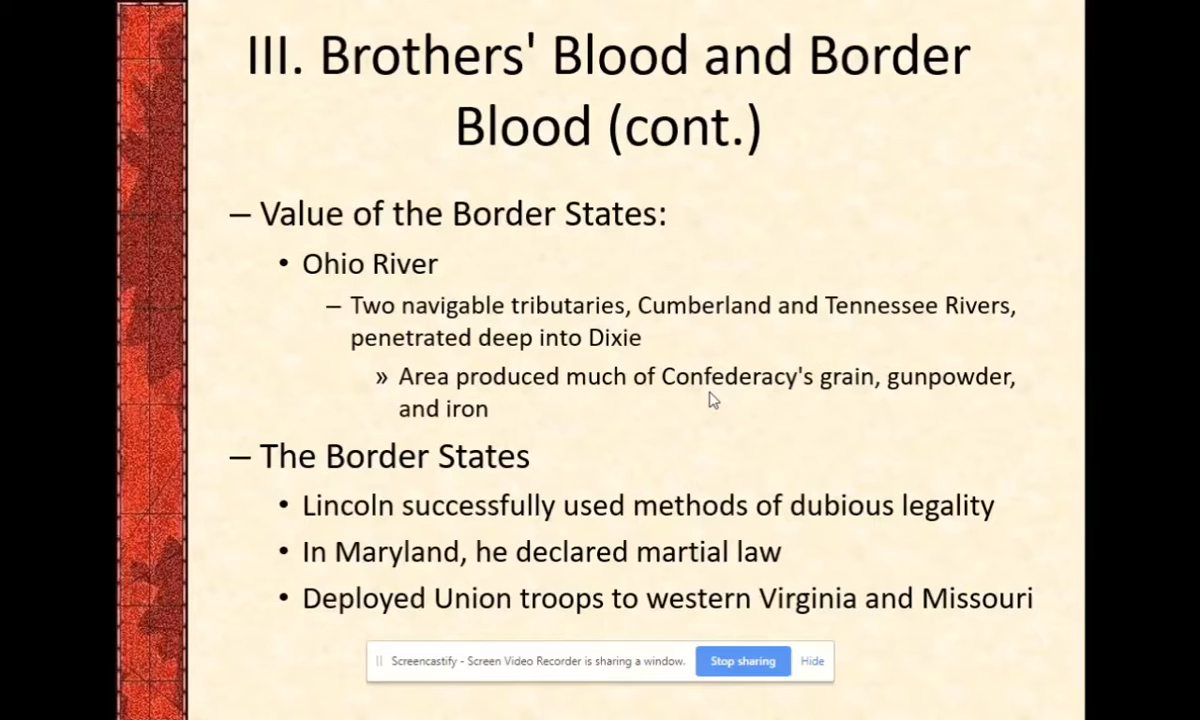 III. Brothers' Blood and Border
Blood (cont.)
– Value of the Border States:
• Ohio River
– Two navigable tributaries, Cumberland and Tennessee Rivers,
penetrated deep into Dixie
» Area produced much of Confederacy's grain, gunpowder,
and iron
– The Border States
• Lincoln successfully used methods of dubious legality
• In Maryland, he declared martial law
• Deployed Union troops to western Virginia and Missouri
Screencastify - Screen Video Recorder is sharing a window. Stop sharing Hide